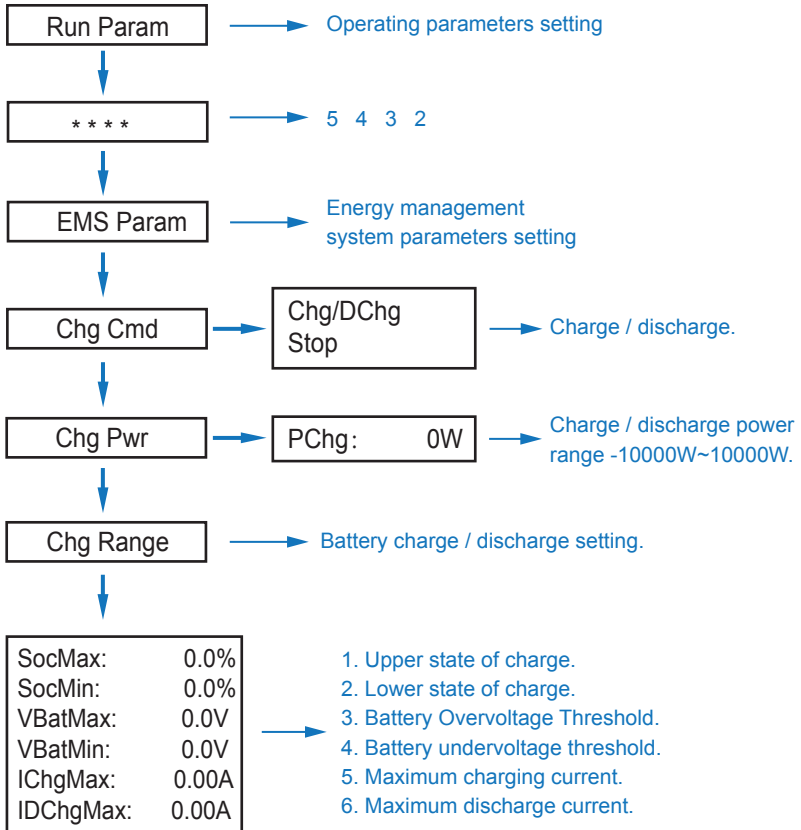 Run Param
Operating parameters setting
* * * *
5 4 3 2
EMS Param
Energy management
system parameters setting
Chg Cmd
Chg/DChg
Stop
Charge / discharge.
Chg Pwr
PChg: 0W
Charge / discharge power
range -10000W~10000W.
Chg Range
Battery charge / discharge setting.
SocMax: 0.0%
SocMin: 0.0%
VBatMax: 0.0V
VBatMin: 0.0V
IChgMax: 0.00A
IDChgMax: 0.00A
1. Upper state of charge.
2. Lower state of charge.
3. Battery Overvoltage Threshold.
4. Battery undervoltage threshold.
5. Maximum charging current.
6. Maximum discharge current.